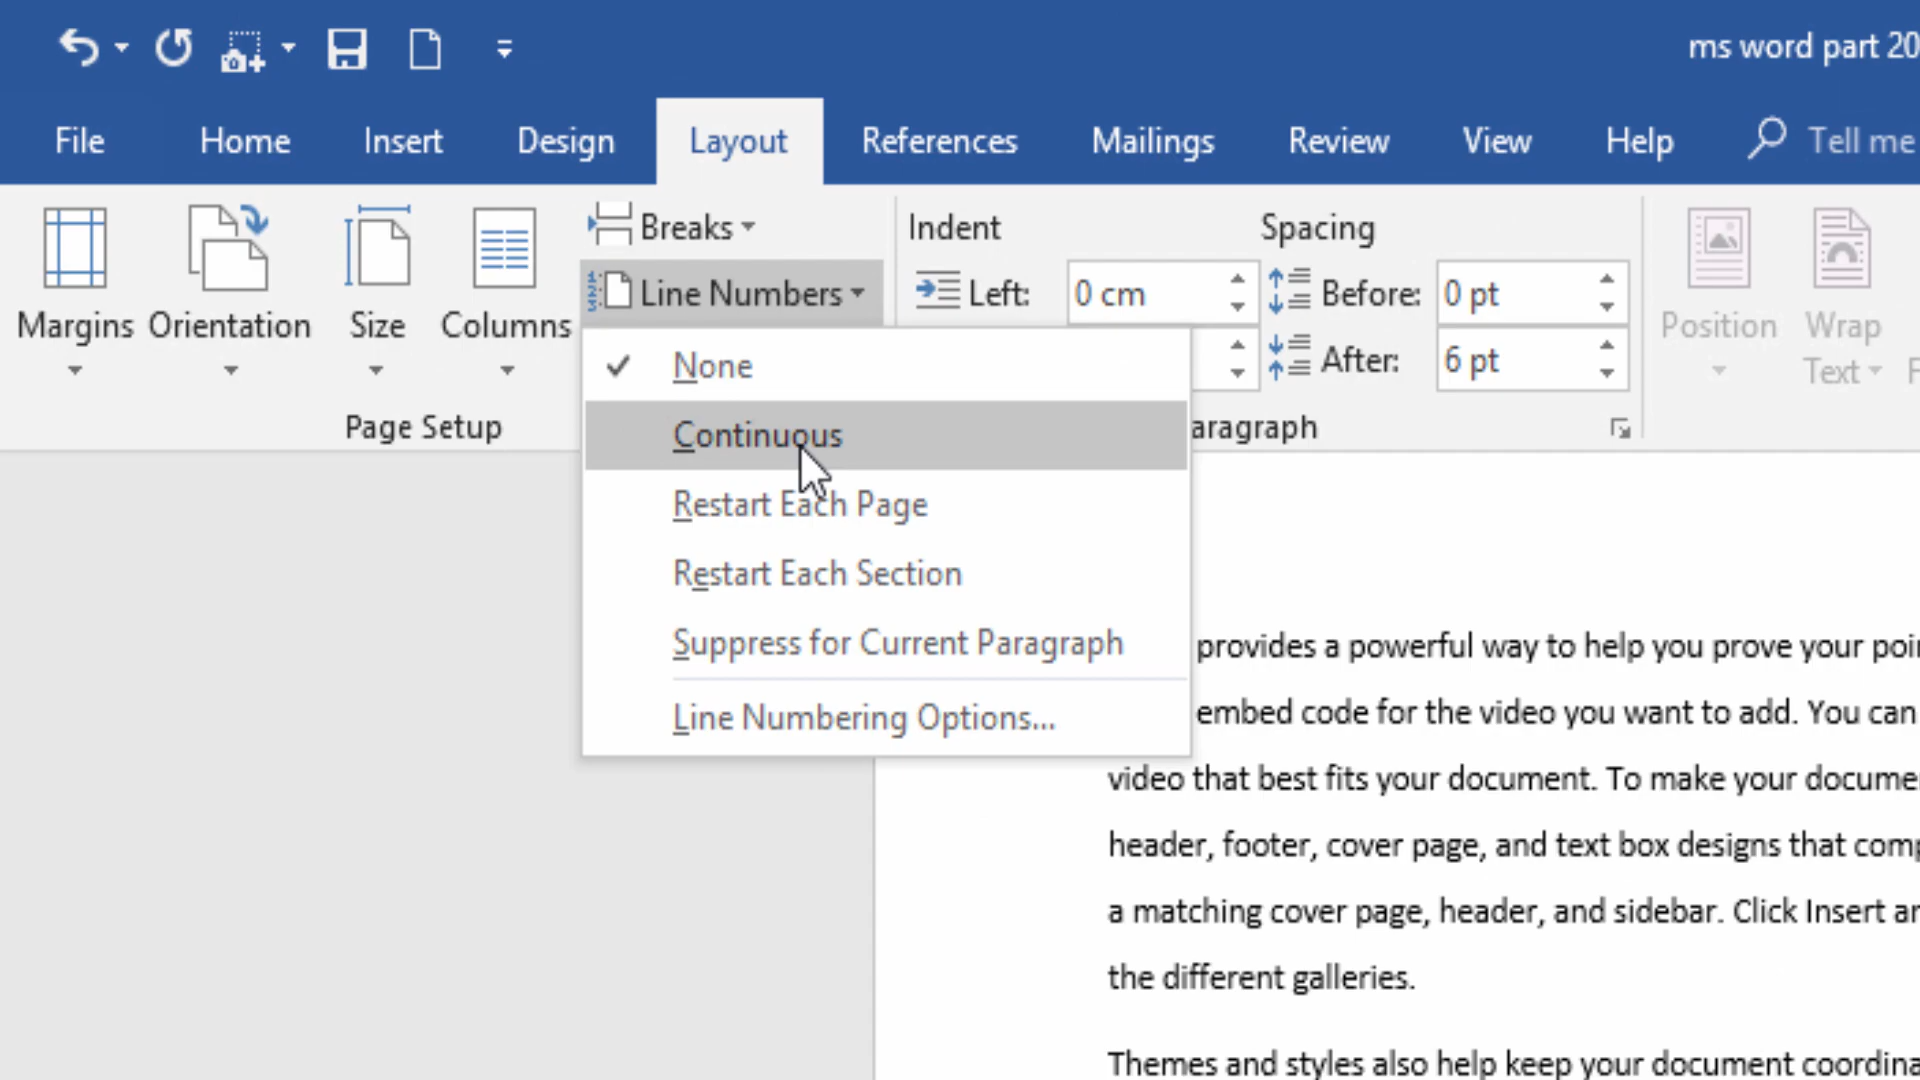 ms word part 20
File Home Insert Design Layout References Mailings Review View Help Tell me
Breaks Indent Spacing
Line Numbers Left: 0 cm Before: 0 pt
Margins Orientation Size Columns Position Wrap
Text
None After: 6 pt
Page Setup aragraph
Continuous
Restart Each Page
Restart Each Section
Suppress for Current Paragraph
Line Numbering Options...
provides a powerful way to help you prove your poi
embed code for the video you want to add. You can
video that best fits your document. To make your docume
header, footer, cover page, and text box designs that comp
a matching cover page, header, and sidebar. Click Insert a
the different galleries.
Themes and styles also help keep your document coordina